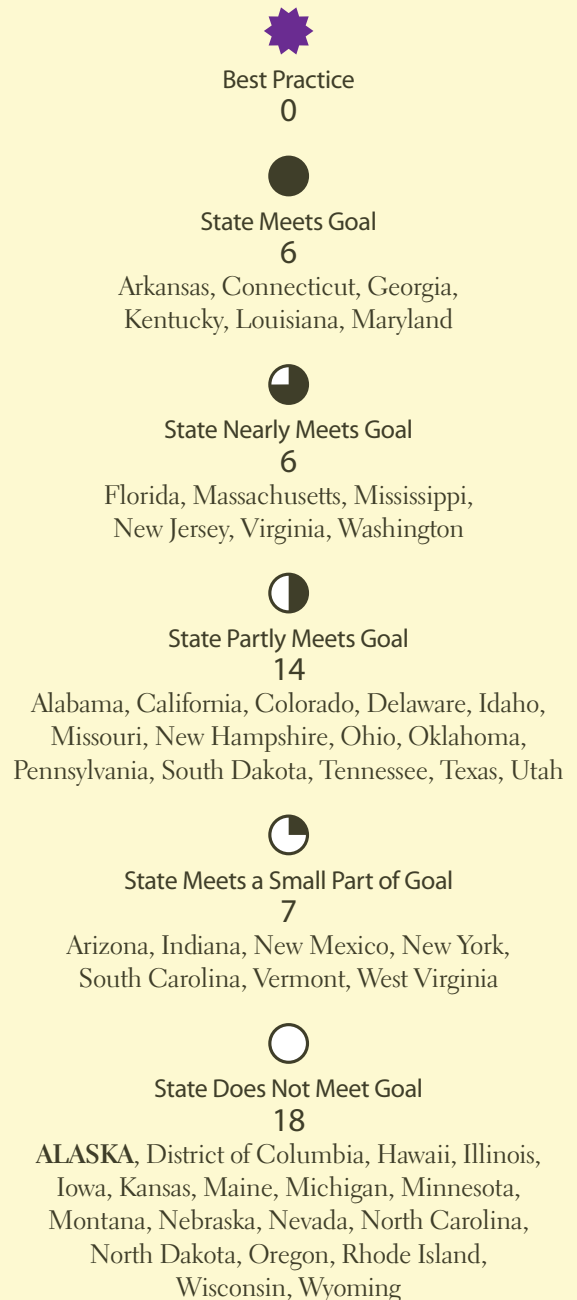 Best Practice
0
State Meets Goal
6
Arkansas, Connecticut, Georgia,
Kentucky, Louisiana, Maryland
State Nearly Meets Goal
6
Florida, Massachusetts, Mississippi,
New Jersey, Virginia, Washington
State Partly Meets Goal
14
Alabama, California, Colorado, Delaware, Idaho,
Missouri, New Hampshire, Ohio, Oklahoma,
Pennsylvania, South Dakota, Tennessee, Texas, Utah
State Meets a Small Part of Goal
7
Arizona, Indiana, New Mexico, New York,
South Carolina, Vermont, West Virginia
State Does Not Meet Goal
18
ALASKA, District of Columbia, Hawaii, Illinois,
Iowa, Kansas, Maine, Michigan, Minnesota,
Montana, Nebraska, Nevada, North Carolina,
North Dakota, Oregon, Rhode Island,
Wisconsin, Wyoming